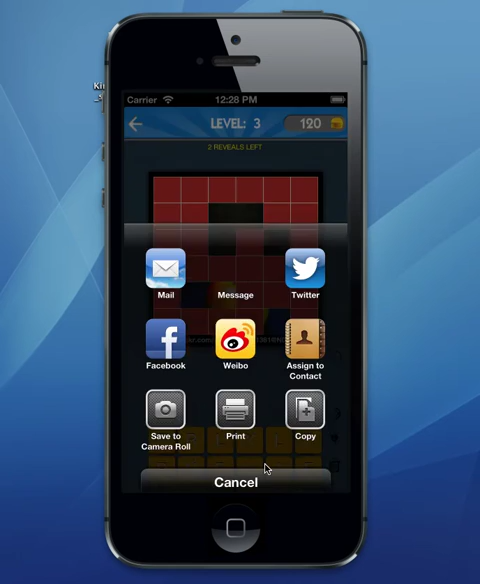 Carrier 12:28 PM
LEVEL: 3 120
2 REVEALS LEFT
Mail Message Twitter
Facebook Weibo Assign to
Contact
Save to
Camera Roll Print Copy
Cancel